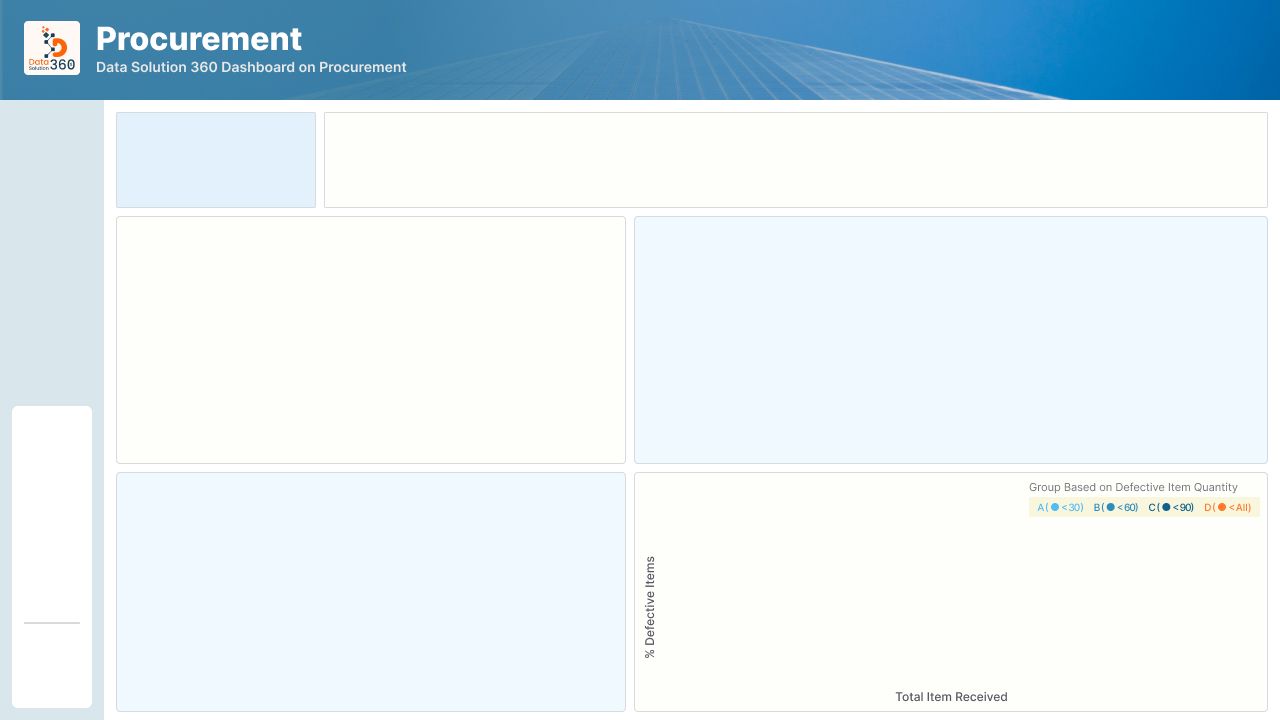 Procurement
Data Solution 360 Dashboard on Procurement
Data
Solution 360
Group Based on Defective Item Quantity
A( <30) B( <60) C( <90) D( <All)
% Defective Items
Total Item Received